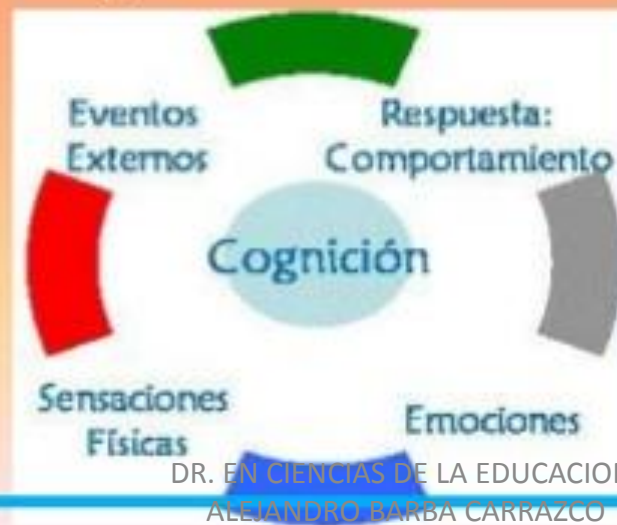 Eventos
Externos
Respuesta:
Comportamiento
Cognición
Sensaciones
Físicas
Emociones
DR. EN CIENCIAS DE LA EDUCACION
ALEJANDRO BARBA CARRAZCO